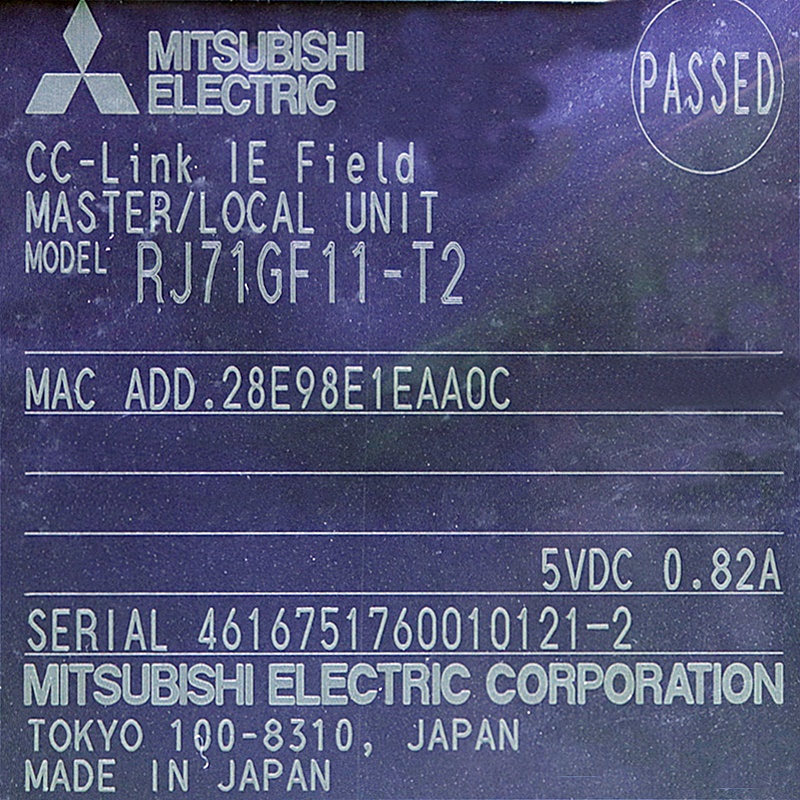 MITSUBISHI
ELECTRIC
PASSED
CC-Link IE Field
MASTER/LOCAL UNIT
MODEL RJ71GF11-T2
MAC ADD.28E98E1EAA0C
5VDC 0.82A
SERIAL 4616751760010121-2
MITSUBISHI ELECTRIC CORPORATION
TOKYO 100-8310, JAPAN
MADE IN JAPAN